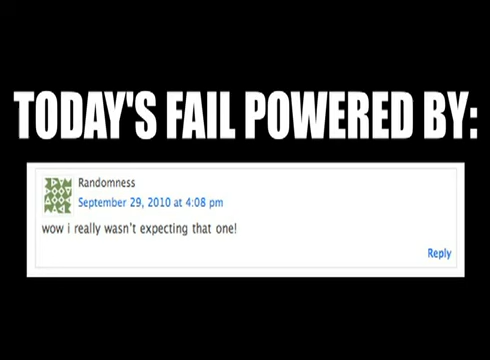 TODAY'S FAIL POWERED BY:
Randomness
September 29, 2010 at 4:08 pm
wow i really wasn't expecting that one!
Reply